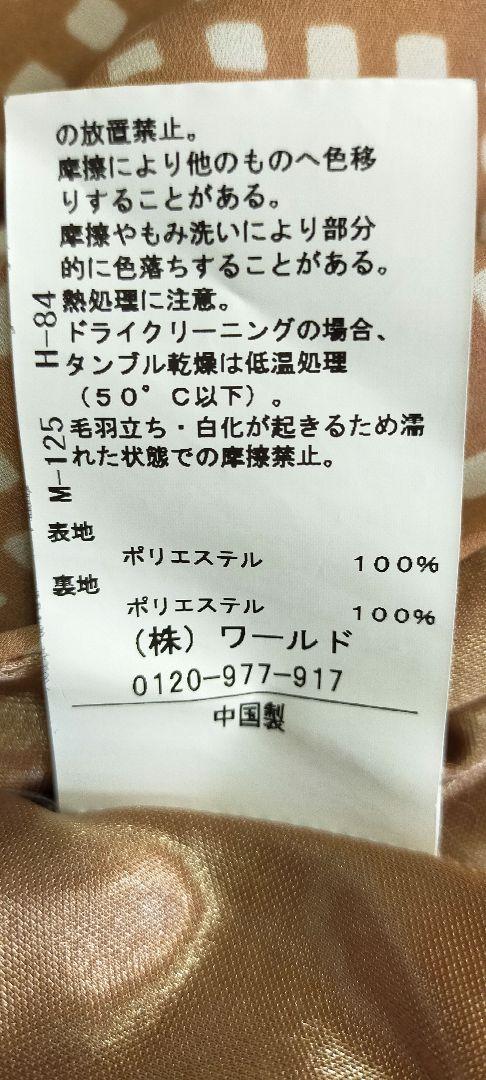 の放置禁止。
摩擦により他のものへ色移
りすることがある。
摩擦やもみ洗いにより部分
的に色落ちすることがある。
熱処理に注意。
ドライクリーニングの場合、
タンブル乾燥は低温処理
(50°C以下)。
毛羽立ち・白化が起きるため濡
れた状態での摩擦禁止。
H-84
M-125
表地
ポリエステル 100%
裏地
ポリエステル 100%
(株)ワールド
0120-977-917
中国製